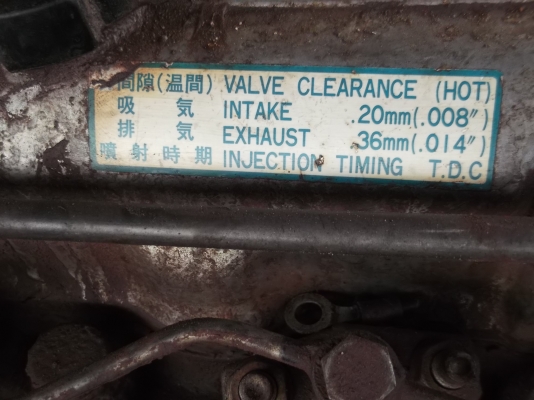 間隙(温間) VALVE CLEARANCE (HOT)
吸気 INTAKE .20mm(.008")
排気 EXHAUST .36mm(.014")
噴射時期 INJECTION TIMING T.D.C